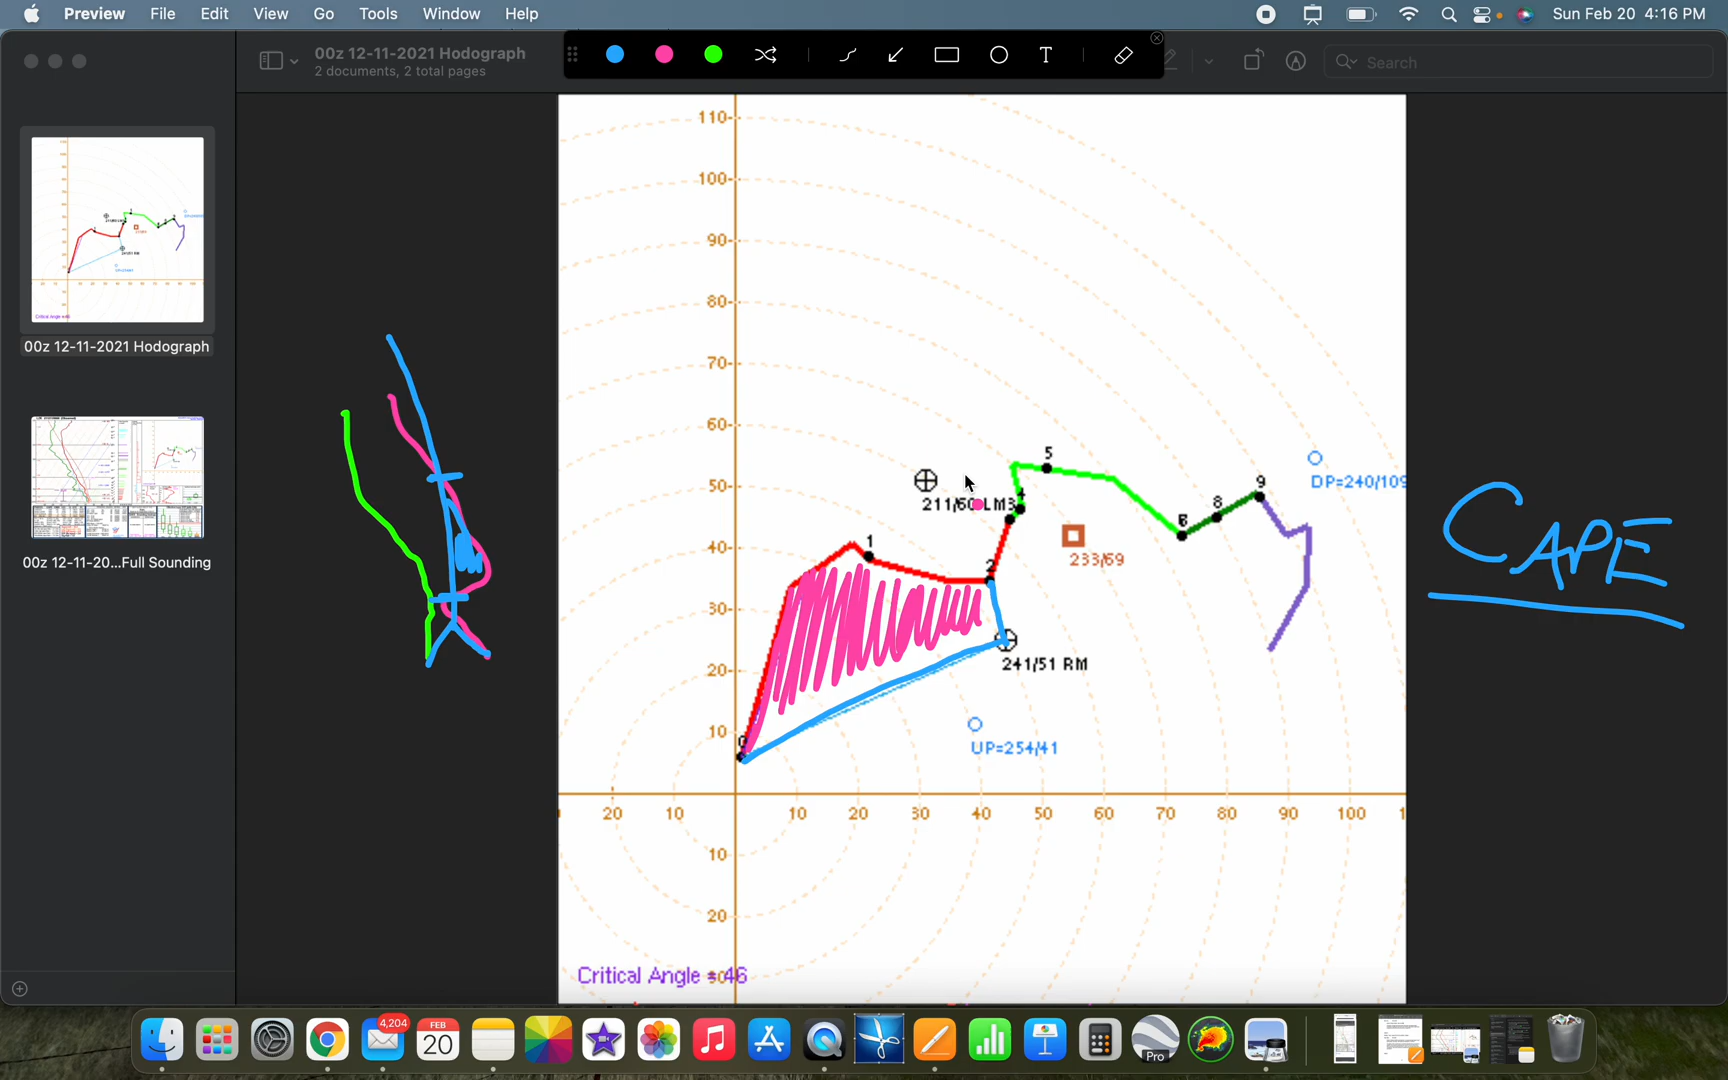 Preview File Edit View Go Tools Window Help
Sun Feb 20 4:16 PM
00z 12-11-2021 Hodograph
2 documents, 2 total pages
T
Search
00z 12-11-2021 Hodograph
00z 12-11-20...Full Sounding
110
100
90
80
70
60
50
40
30
20
10
20 10 10 20 30 40 50 60 70 80 90 100
10
20
0
1
2
4
5
8
9
211/60 LM
233/69
241/51 RM
UP=254/41
DP=240/109
Critical Angle = 46
CAPE
4,204
FEB
20
Pro